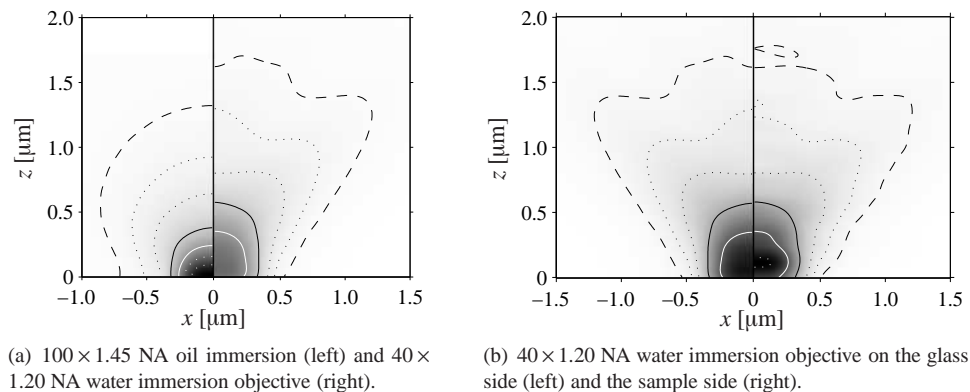 2.0
1.5
1.0
0.5
0
z [µm]
−1.0 −0.5 0 0.5 1.0 1.5
x [µm]
(a) 100 × 1.45 NA oil immersion (left) and 40 ×
1.20 NA water immersion objective (right).
2.0
1.5
1.0
0.5
0
z [µm]
−1.5 −1.0 −0.5 0 0.5 1.0 1.5
x [µm]
(b) 40 × 1.20 NA water immersion objective on the glass
side (left) and the sample side (right).